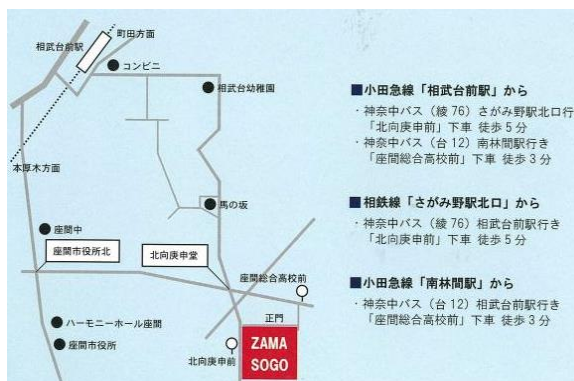 町田方面
相武台前駅
コンビニ
相武台幼稚園
本厚木方面
馬の坂
座間中
座間市役所北
北向庚申堂
座間総合高校前
正門
ハーモニーホール座間
座間市役所
北向庚申前
ZAMA
SOGO
■小田急線「相武台前駅」から
・神奈中バス（綾 76）さがみ野駅北口行
「北向庚申前」下車 徒歩 5 分
・神奈中バス（台 12）南林間駅行き
「座間総合高校前」下車 徒歩 3 分
■相鉄線「さがみ野駅北口」から
・神奈中バス（綾 76）相武台前駅行き
「北向庚申前」下車 徒歩 5 分
■小田急線「南林間駅」から
・神奈中バス（台 12）相武台前駅行き
「座間総合高校前」下車 徒歩 3 分